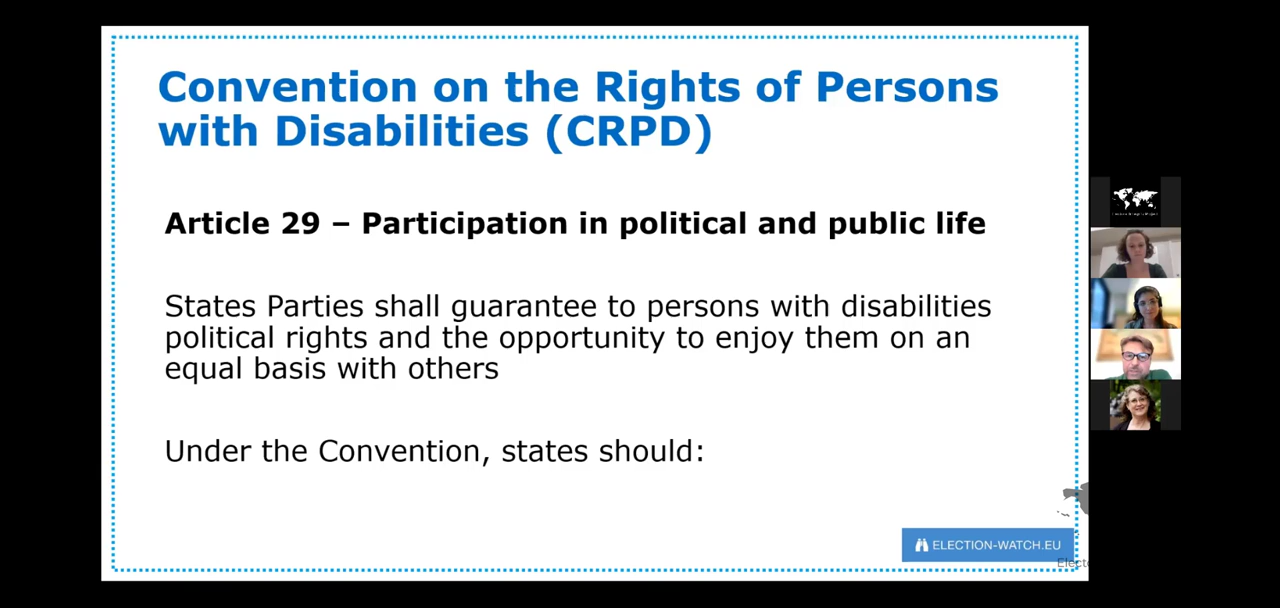 Convention on the Rights of Persons
with Disabilities (CRPD)
Article 29 – Participation in political and public life
States Parties shall guarantee to persons with disabilities
political rights and the opportunity to enjoy them on an
equal basis with others
Under the Convention, states should:
ELECTION-WATCH.EU